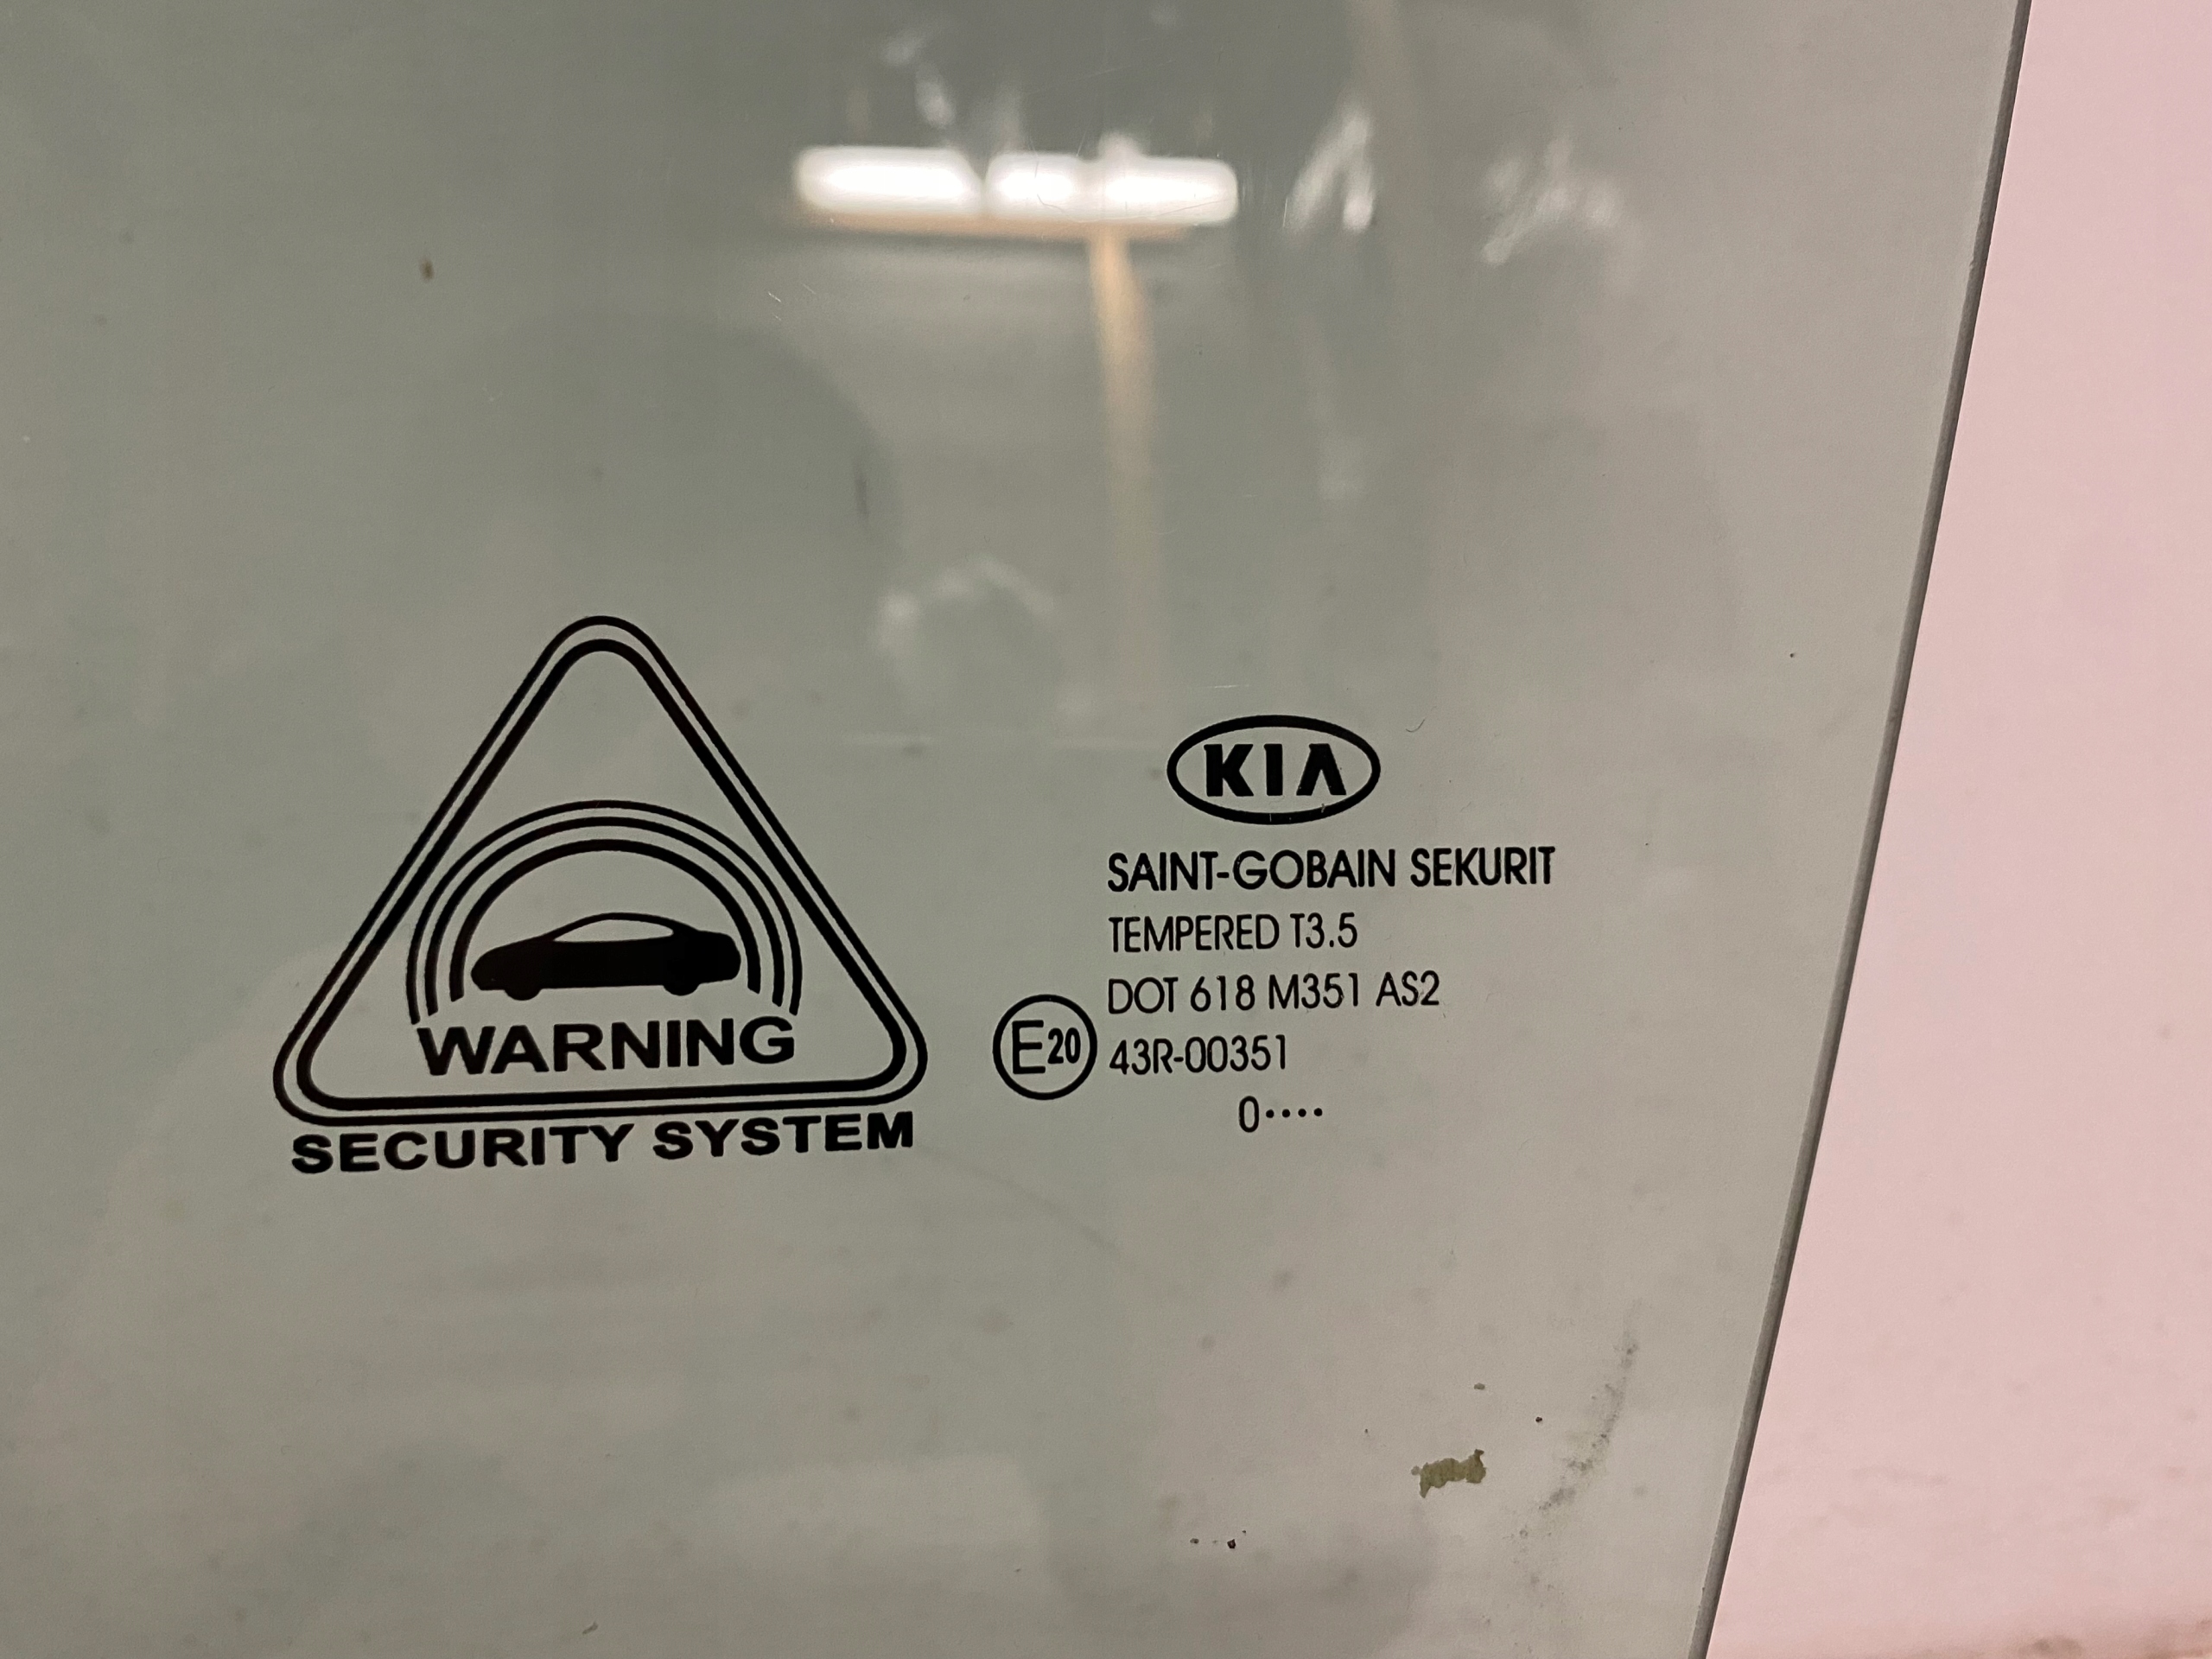 WARNING
SECURITY SYSTEM
KIA
SAINT-GOBAIN SEKURIT
TEMPERED T3.5
DOT 618 M351 AS2
E20 43R-00351
0····